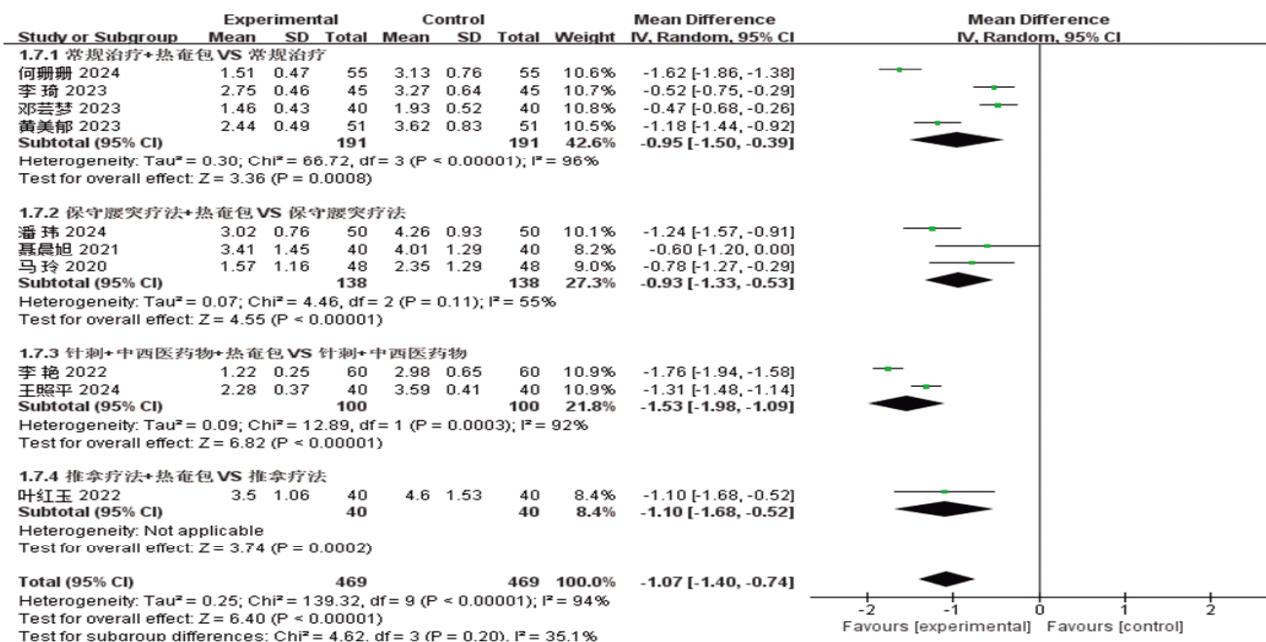 Experimental Control Mean Difference Mean Difference
Study or Subgroup Mean SD Total Mean SD Total Weight IV, Random, 95% CI IV, Random, 95% CI
1.7.1 常规治疗+热奄包 VS 常规治疗
何珊珊 2024 1.51 0.47 55 3.13 0.76 55 10.6% -1.62 [-1.86, -1.38]
李 琦 2023 2.75 0.46 45 3.27 0.64 45 10.7% -0.52 [-0.75, -0.29]
邓芸梦 2023 1.46 0.43 40 1.93 0.52 40 10.8% -0.47 [-0.68, -0.26]
黄美郁 2023 2.44 0.49 51 3.62 0.83 51 10.5% -1.18 [-1.44, -0.92]
Subtotal (95% CI) 191 191 42.6% -0.95 [-1.50, -0.39]
Heterogeneity: Tau² = 0.30; Chi² = 66.72, df = 3 (P < 0.00001); I² = 96%
Test for overall effect: Z = 3.36 (P = 0.0008)
1.7.2 保守腰突疗法+热奄包 VS 保守腰突疗法
潘 玮 2024 3.02 0.76 50 4.26 0.93 50 10.1% -1.24 [-1.57, -0.91]
聂晨旭 2021 3.41 1.45 40 4.01 1.29 40 8.2% -0.60 [-1.20, 0.00]
马 玲 2020 1.57 1.16 48 2.35 1.29 48 9.0% -0.78 [-1.27, -0.29]
Subtotal (95% CI) 138 138 27.3% -0.93 [-1.33, -0.53]
Heterogeneity: Tau² = 0.07; Chi² = 4.46, df = 2 (P = 0.11); I² = 55%
Test for overall effect: Z = 4.55 (P < 0.00001)
1.7.3 针刺+中西医药物+热奄包 VS 针刺+中西医药物
李 艳 2022 1.22 0.25 60 2.98 0.65 60 10.9% -1.76 [-1.94, -1.58]
王照平 2024 2.28 0.37 40 3.59 0.41 40 10.9% -1.31 [-1.48, -1.14]
Subtotal (95% CI) 100 100 21.8% -1.53 [-1.98, -1.09]
Heterogeneity: Tau² = 0.09; Chi² = 12.89, df = 1 (P = 0.0003); I² = 92%
Test for overall effect: Z = 6.82 (P < 0.00001)
1.7.4 推拿疗法+热奄包 VS 推拿疗法
叶红玉 2022 3.5 1.06 40 4.6 1.53 40 8.4% -1.10 [-1.68, -0.52]
Subtotal (95% CI) 40 40 8.4% -1.10 [-1.68, -0.52]
Heterogeneity: Not applicable
Test for overall effect: Z = 3.74 (P = 0.0002)
Total (95% CI) 469 469 100.0% -1.07 [-1.40, -0.74]
Heterogeneity: Tau² = 0.25; Chi² = 139.32, df = 9 (P < 0.00001); I² = 94%
Test for overall effect: Z = 6.40 (P < 0.00001)
Test for subgroup differences: Chi² = 4.62, df = 3 (P = 0.20), I² = 35.1%
-2 -1 0 1 2
Favours [experimental] Favours [control]